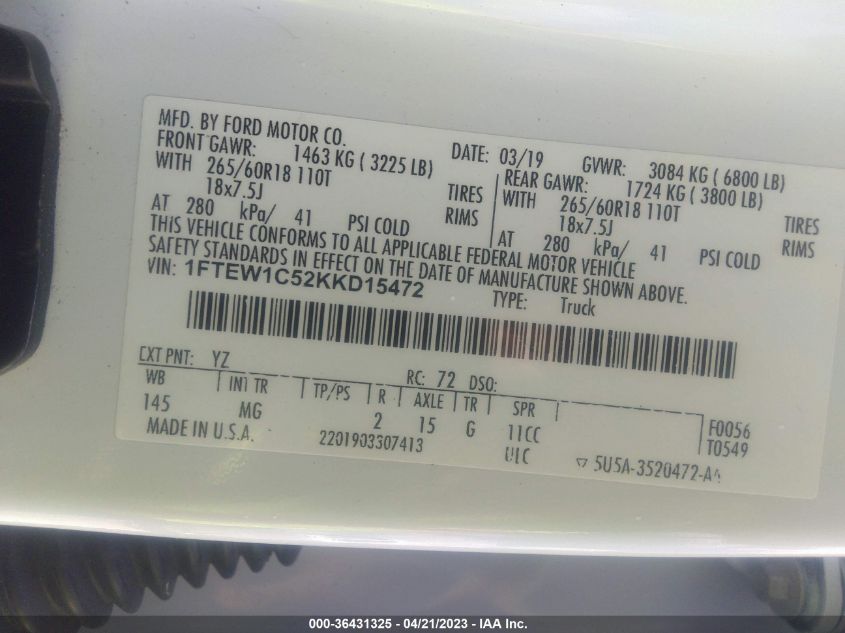 MFD. BY FORD MOTOR CO.
DATE: 03/19 GVWR: 3084 KG ( 6800 LB)
FRONT GAWR: 1463 KG ( 3225 LB) REAR GAWR: 1724 KG ( 3800 LB)
WITH 265/60R18 110T TIRES WITH 265/60R18 110T TIRES
18x7.5J RIMS 18x7.5J RIMS
AT 280 kPa/ 41 PSI COLD AT 280 kPa/ 41 PSI COLD
THIS VEHICLE CONFORMS TO ALL APPLICABLE FEDERAL MOTOR VEHICLE
SAFETY STANDARDS IN EFFECT ON THE DATE OF MANUFACTURE SHOWN ABOVE.
VIN: 1FTEW1C52KKD15472 TYPE: Truck
EXT PNT: YZ RC: 72 DSO:
WB INT TR TP/PS R AXLE TR SPR
145 MG 2 15 G 11CC F0056
MADE IN U.S.A. 2201903307413 ULC T0549
5U5A-3520472-AA
000-36431325 - 04/21/2023 - IAA Inc.